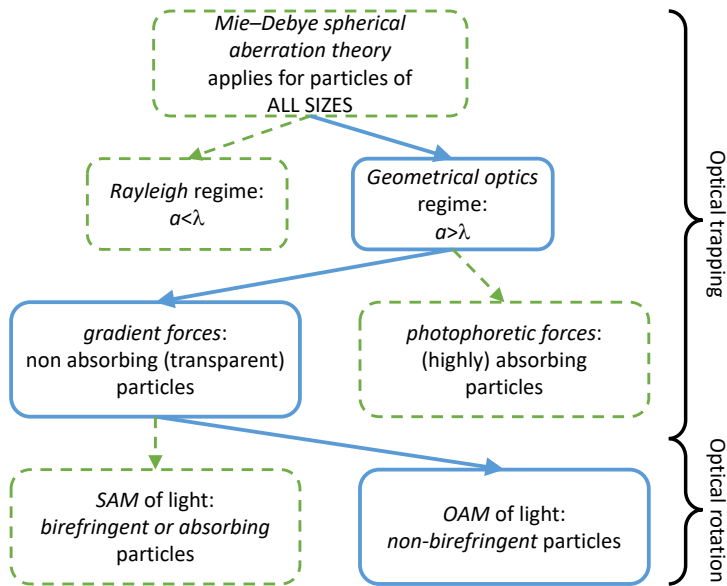 Mie–Debye spherical
aberration theory
applies for particles of
ALL SIZES
Rayleigh regime:
a<λ
Geometrical optics
regime:
a>λ
gradient forces:
non absorbing (transparent)
particles
photophoretic forces:
(highly) absorbing
particles
SAM of light:
birefringent or absorbing
particles
OAM of light:
non-birefringent particles
Optical trapping
Optical rotation